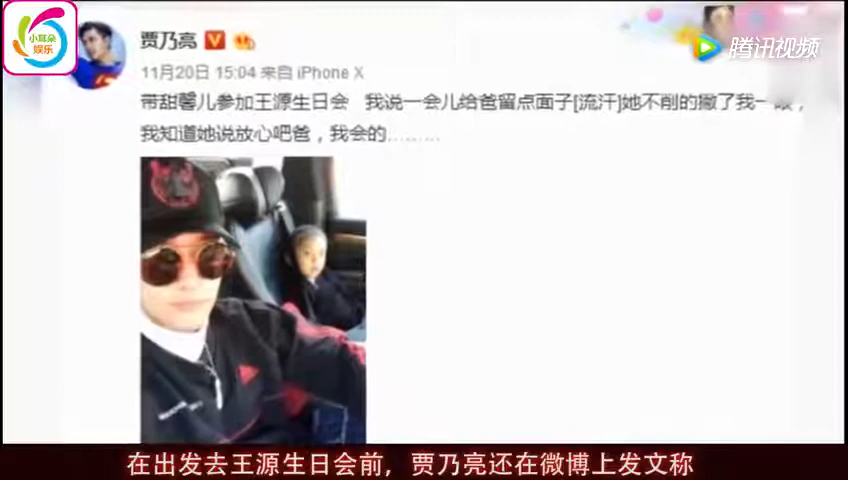 小耳朵
娱乐
贾乃亮
腾讯视频
11月20日 15:04 来自 iPhone X
带甜馨儿参加王源生日会 我说一会儿给爸留点面子[流汗]她不削的撇了我一眼，
我知道她说放心吧爸，我会的………
在出发去王源生日会前，贾乃亮还在微博上发文称